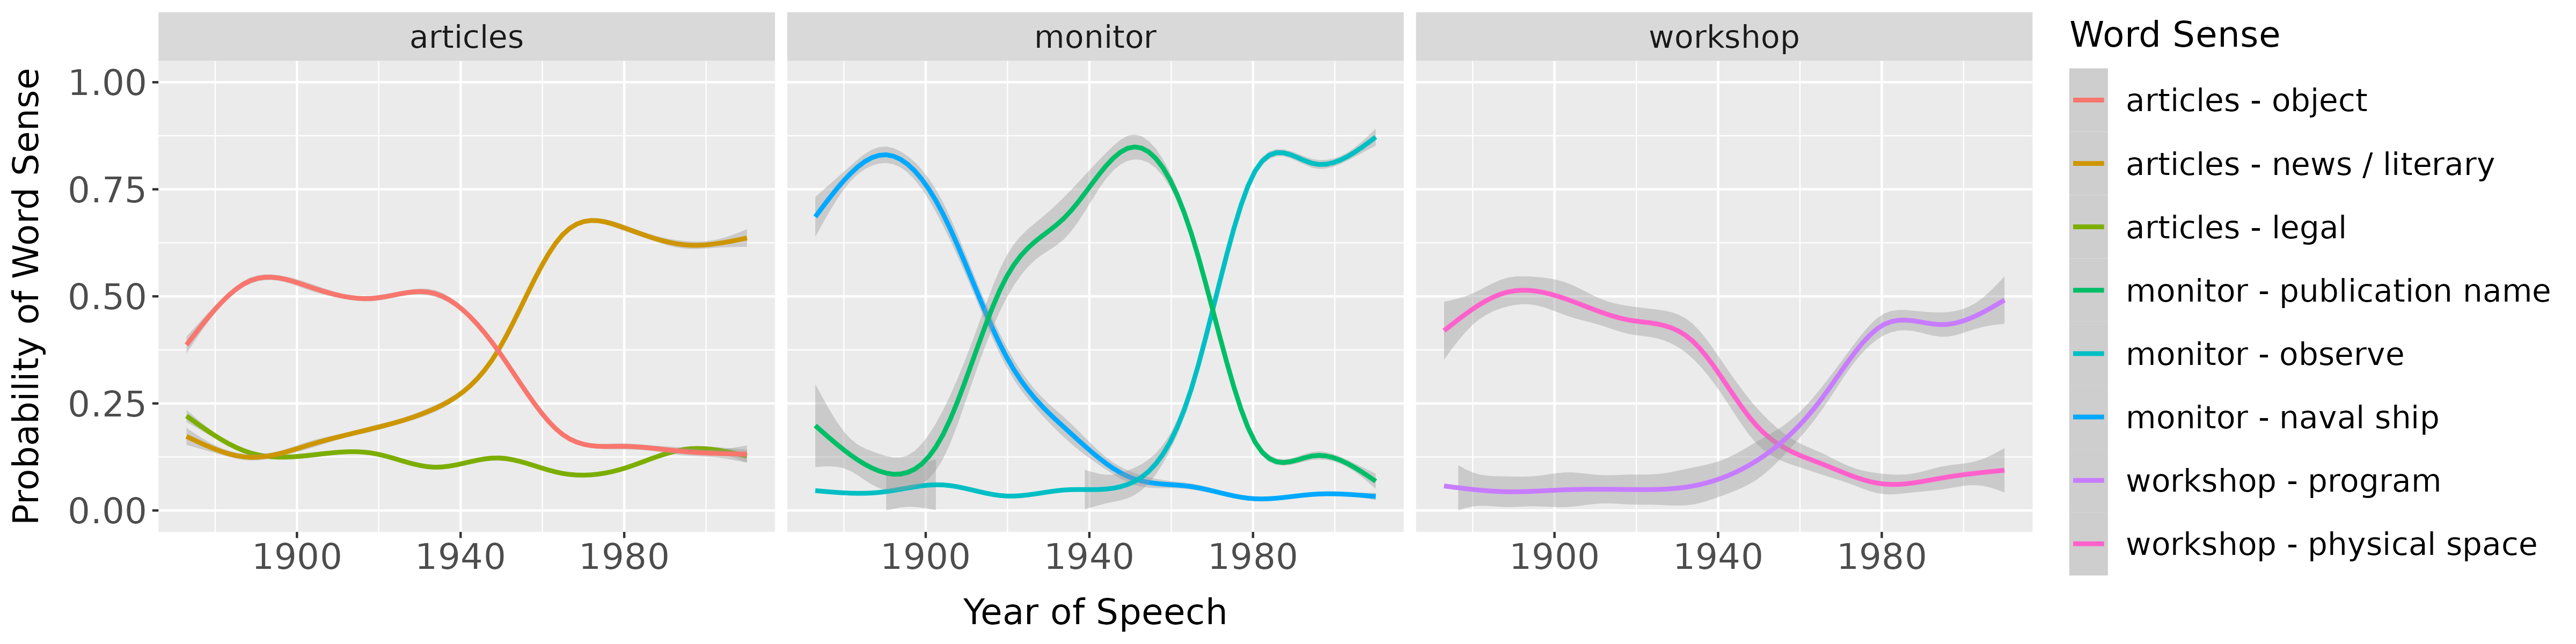 articles
monitor
workshop
Probability of Word Sense
1.00
0.75
0.50
0.25
0.00
1900 1940 1980
1900 1940 1980
1900 1940 1980
Year of Speech
Word Sense
articles - object
articles - news / literary
articles - legal
monitor - publication name
monitor - observe
monitor - naval ship
workshop - program
workshop - physical space